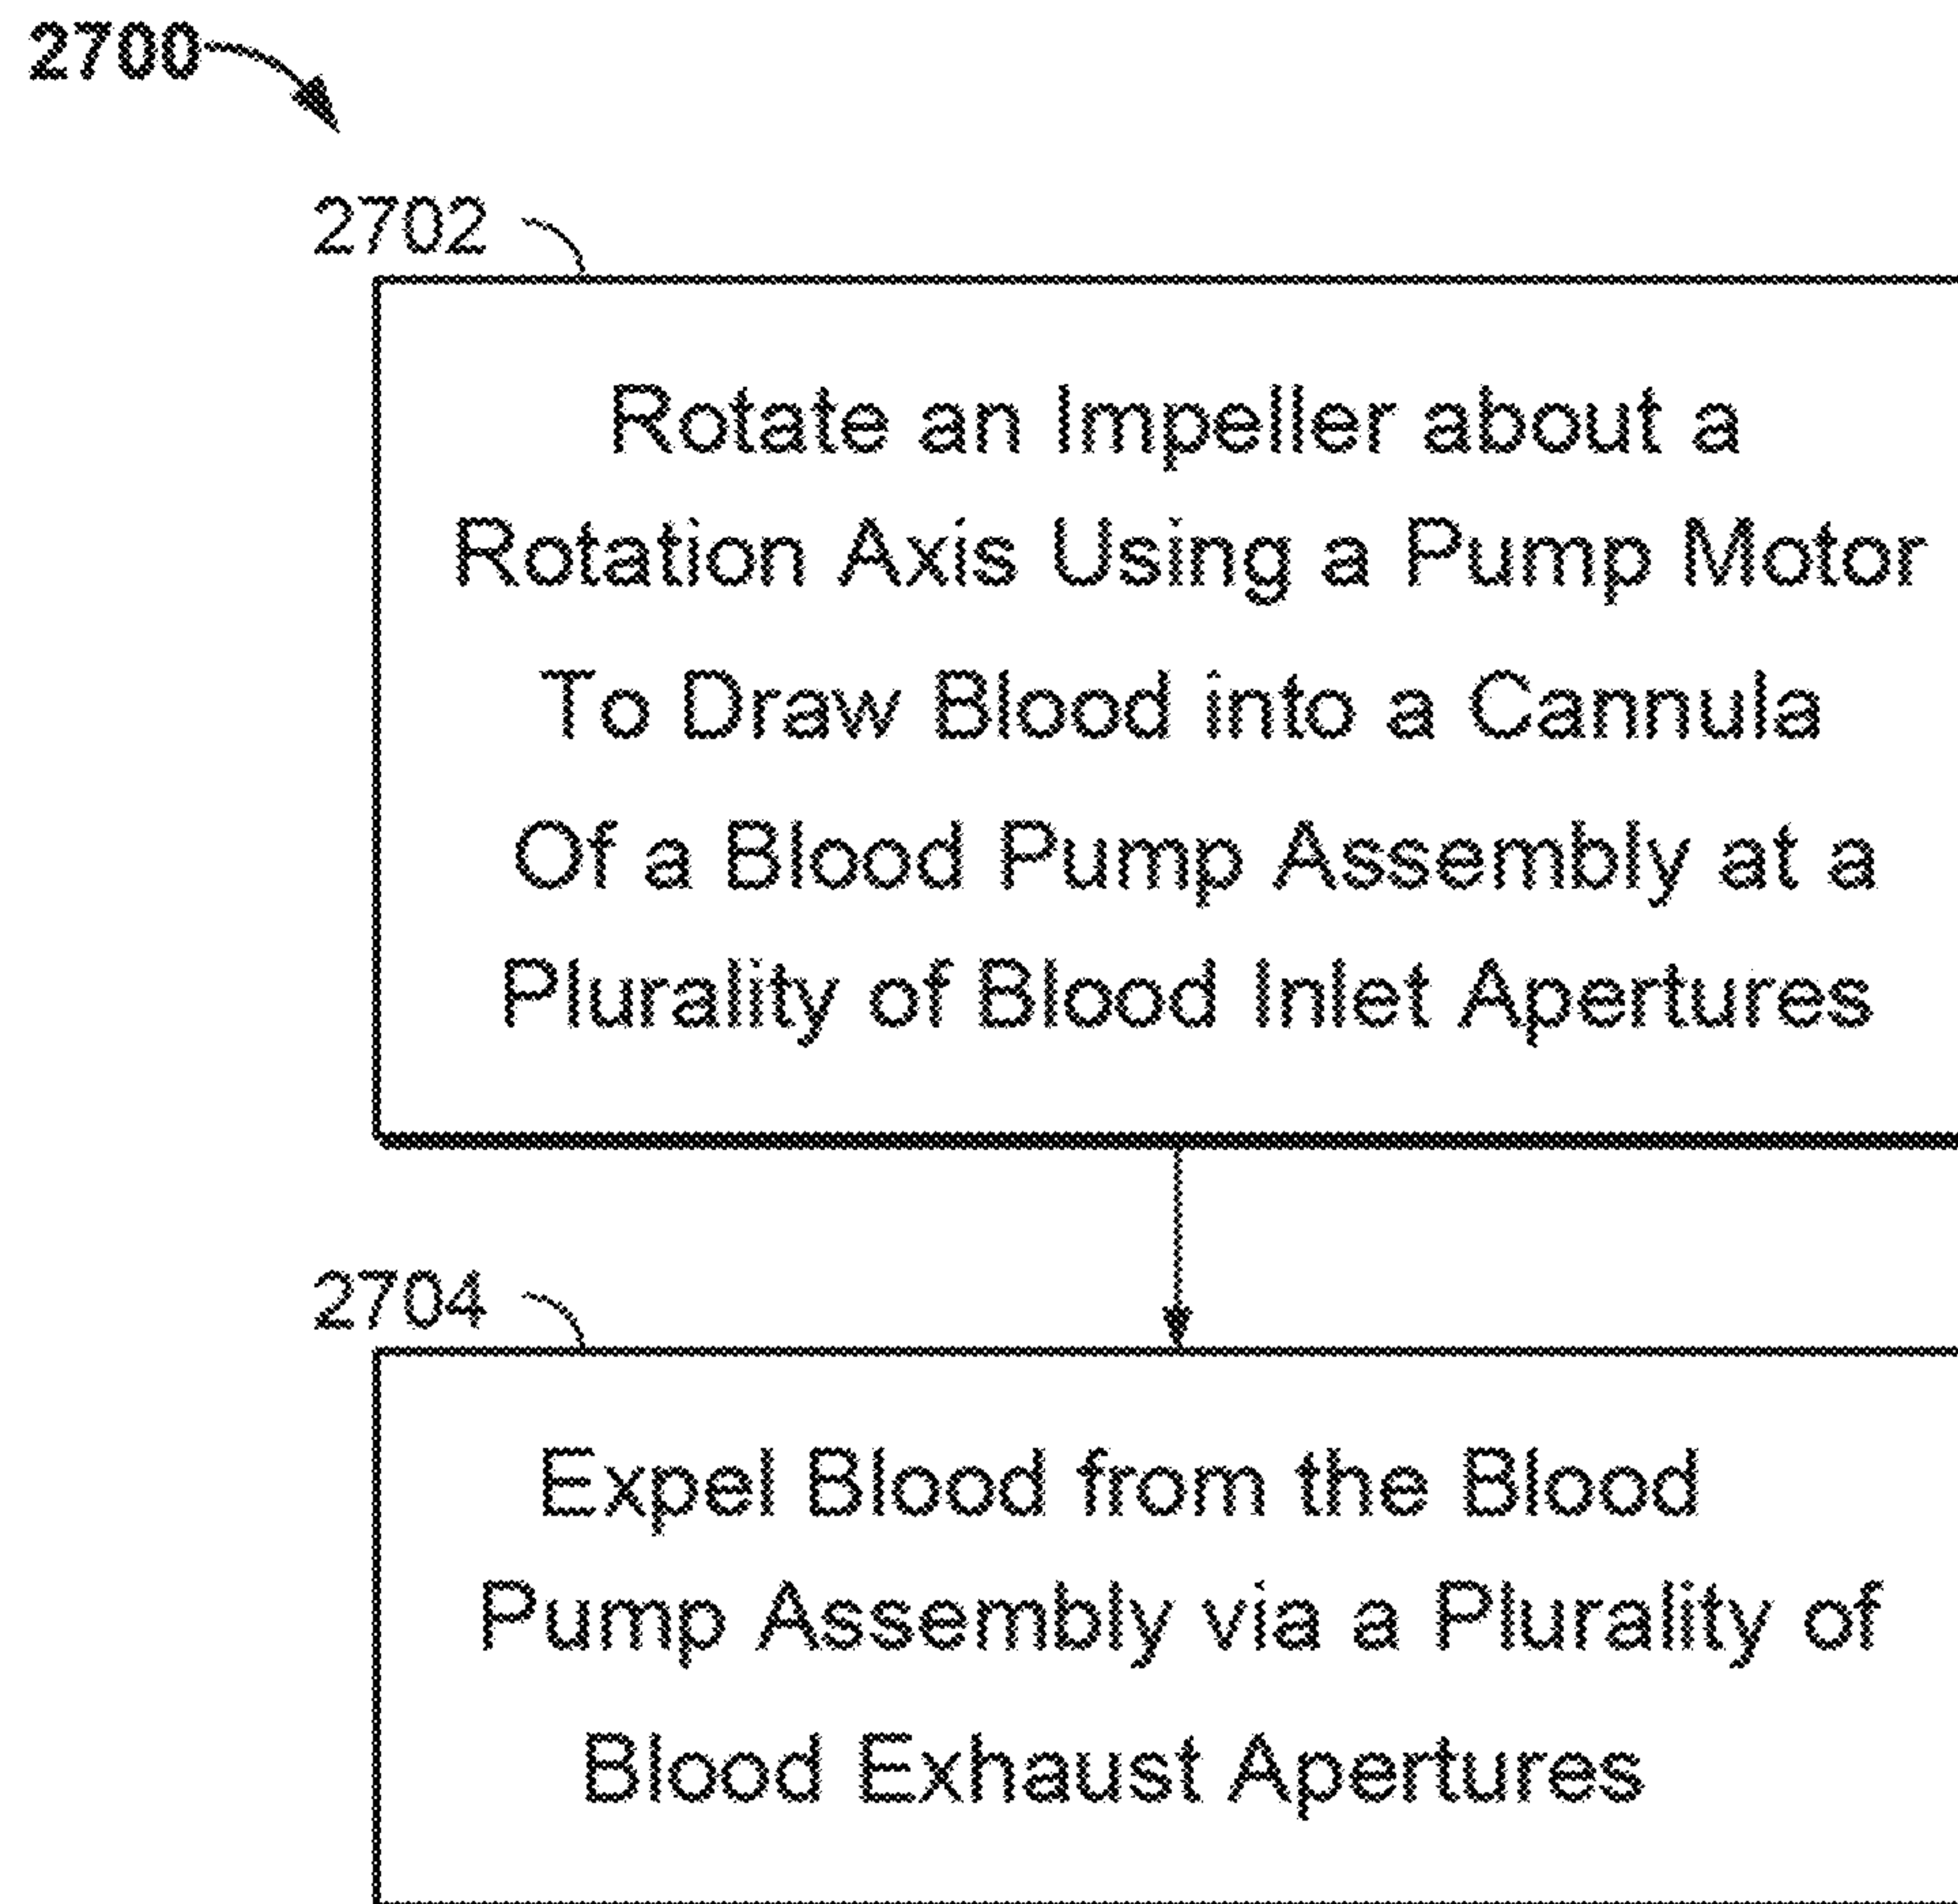 2700
2702
Rotate an Impeller about a
Rotation Axis Using a Pump Motor
To Draw Blood into a Cannula
Of a Blood Pump Assembly at a
Plurality of Blood Inlet Apertures
2704
Expel Blood from the Blood
Pump Assembly via a Plurality of
Blood Exhaust Apertures